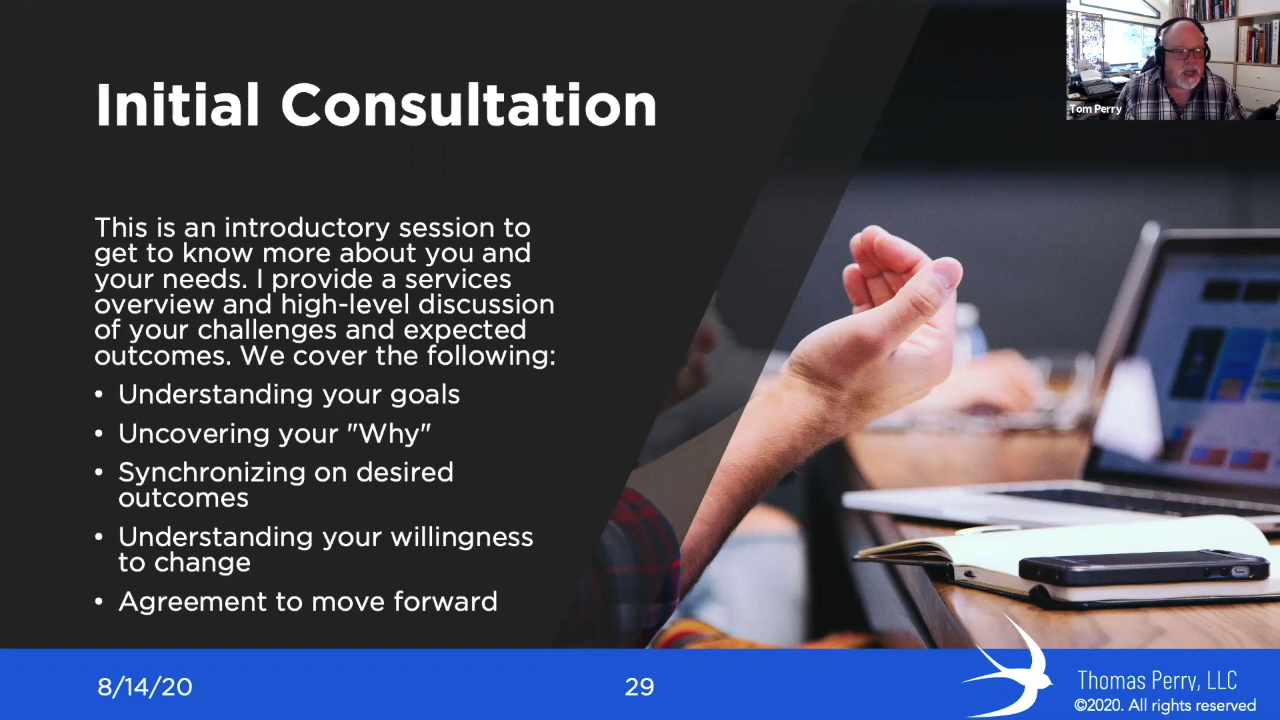 Initial Consultation
This is an introductory session to
get to know more about you and
your needs. I provide a services
overview and high-level discussion
of your challenges and expected
outcomes. We cover the following:
• Understanding your goals
• Uncovering your "Why"
• Synchronizing on desired
outcomes
• Understanding your willingness
to change
• Agreement to move forward
Tom Perry
8/14/20
29
Thomas Perry, LLC
©2020. All rights reserved